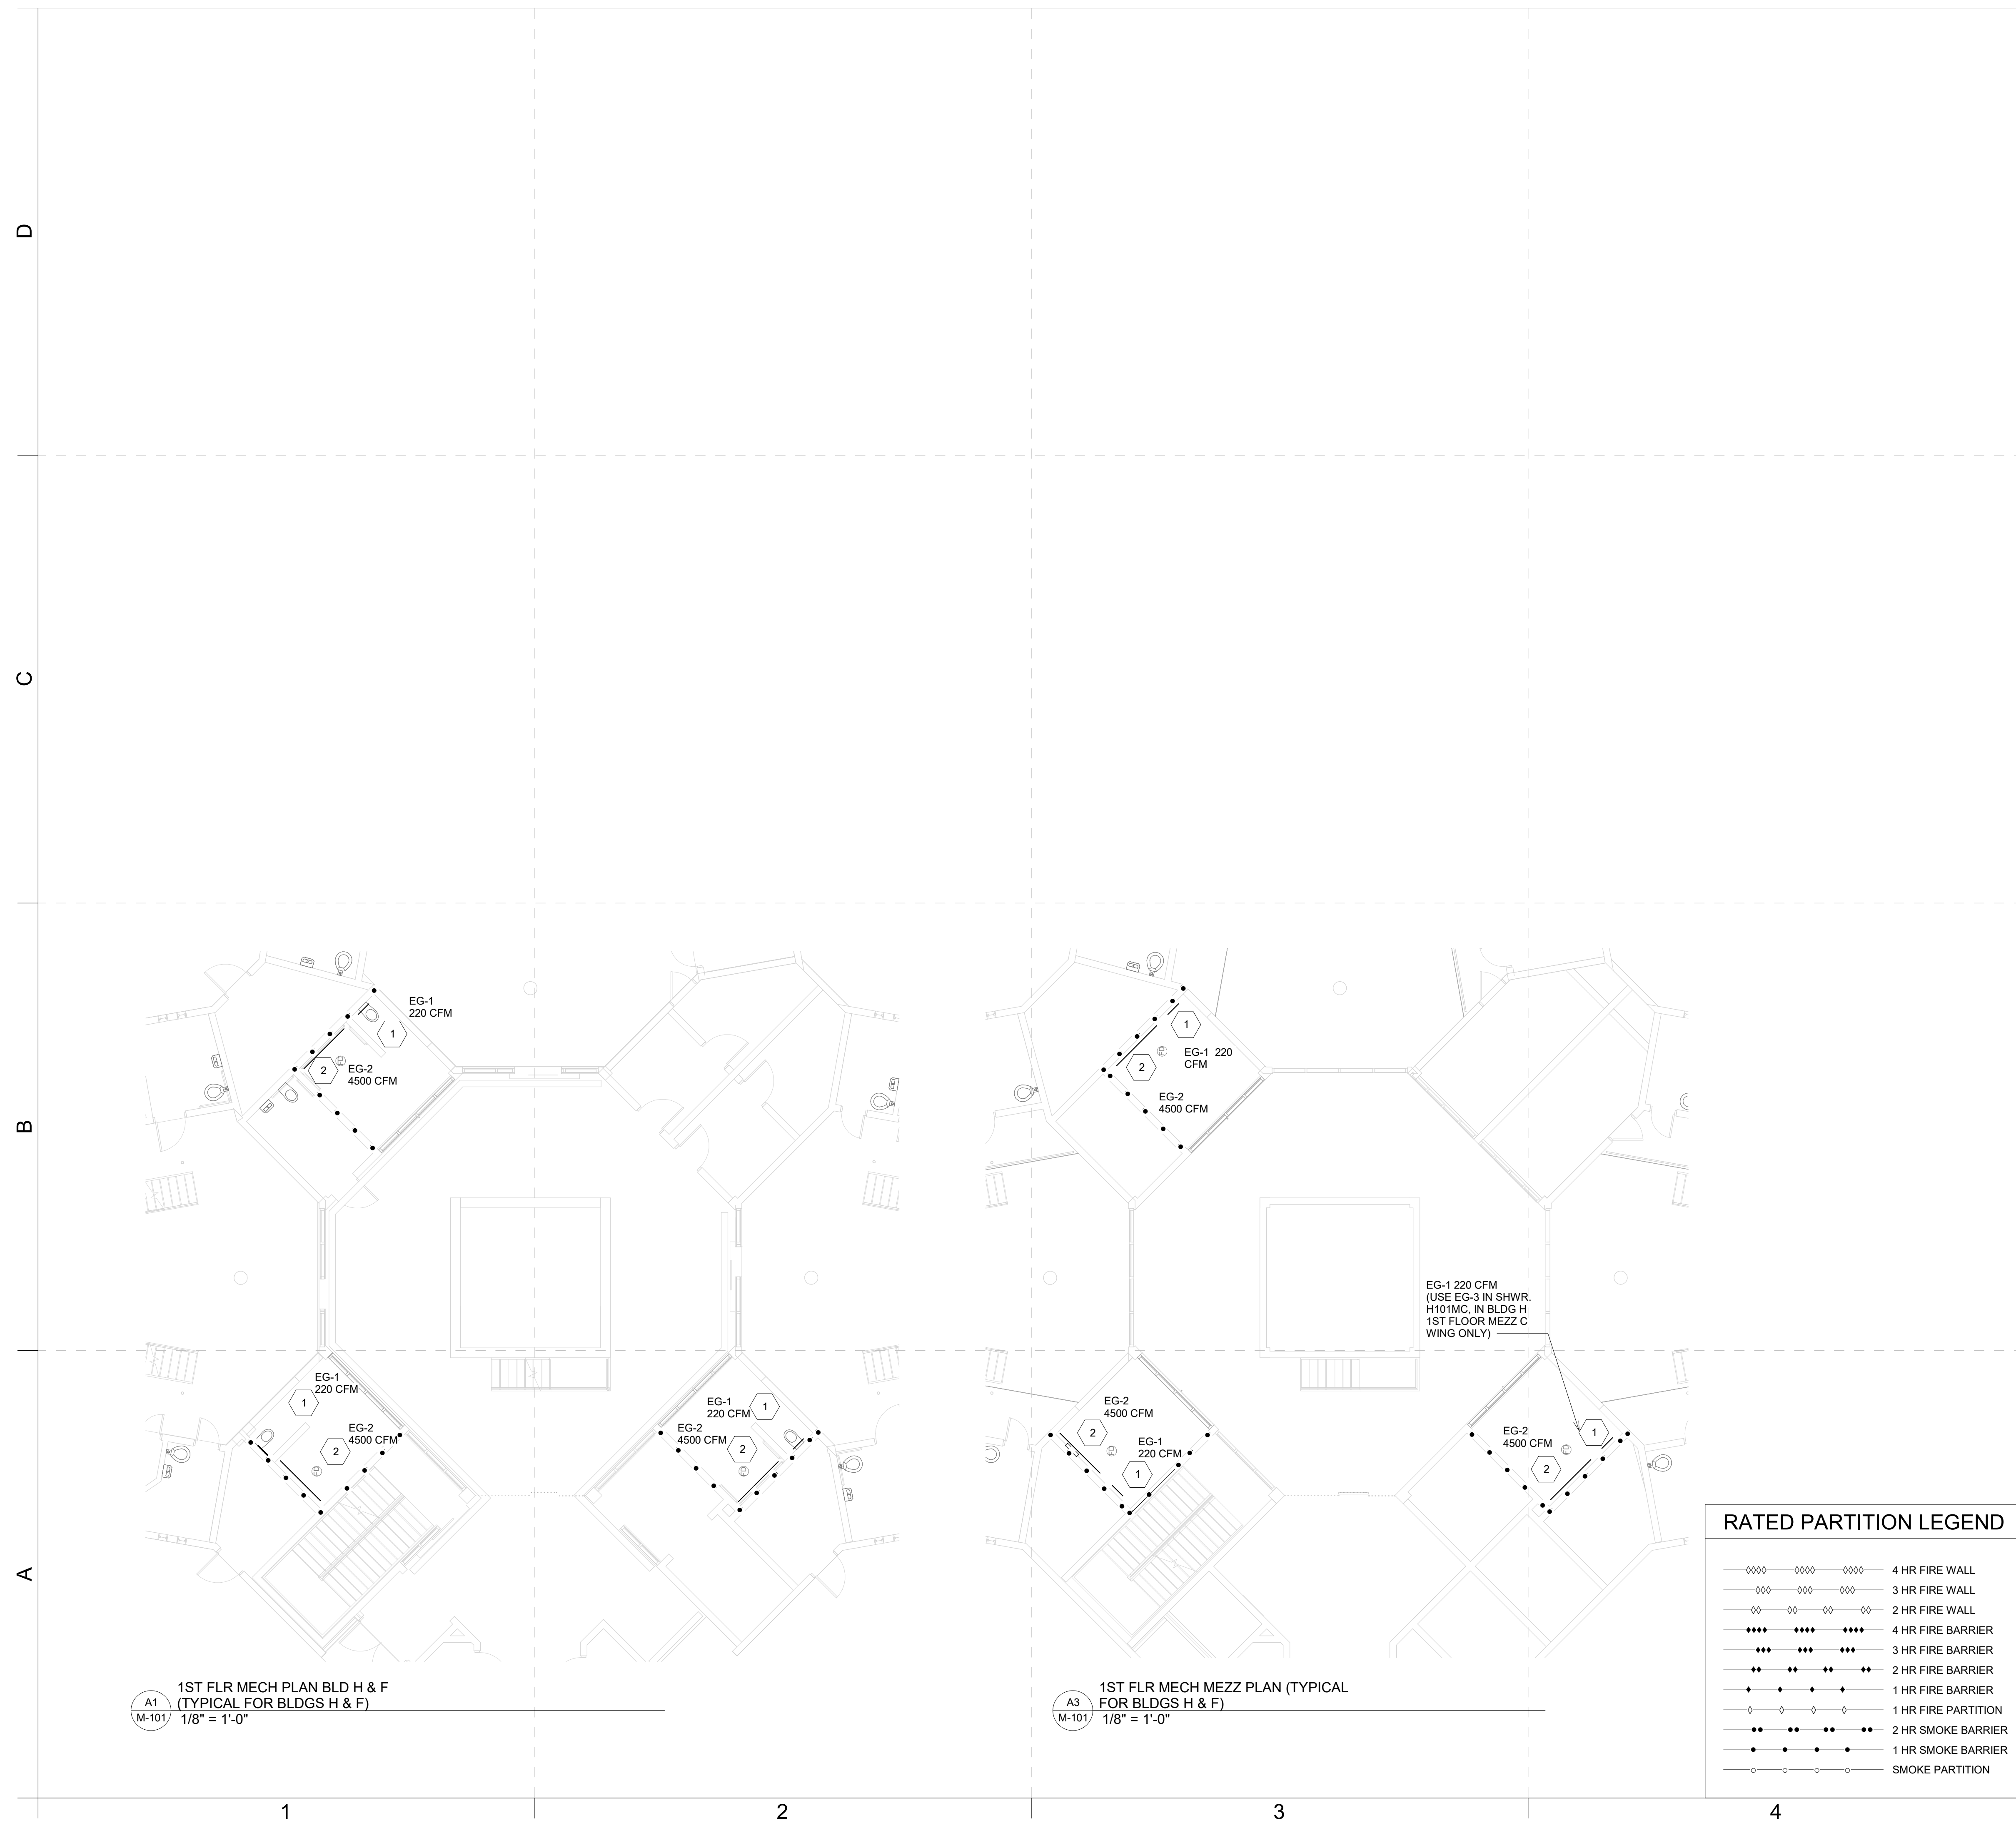 D
C
B
A
EG-1
220 CFM
1
2
EG-2
4500 CFM
EG-1
220 CFM
1
EG-2
4500 CFM
2
EG-1
220 CFM
1
EG-2
4500 CFM
2
1
EG-1 220
CFM
2
EG-2
4500 CFM
EG-1 220 CFM
(USE EG-3 IN SHWR.
H101MC, IN BLDG H
1ST FLOOR MEZZ C
WING ONLY)
EG-2
4500 CFM
2
EG-1
220 CFM
1
EG-2
4500 CFM
1
2
A1
M-101
1ST FLR MECH PLAN BLD H & F
(TYPICAL FOR BLDGS H & F)
1/8" = 1'-0"
A3
M-101
1ST FLR MECH MEZZ PLAN (TYPICAL
FOR BLDGS H & F)
1/8" = 1'-0"
RATED PARTITION LEGEND
4 HR FIRE WALL
3 HR FIRE WALL
2 HR FIRE WALL
4 HR FIRE BARRIER
3 HR FIRE BARRIER
2 HR FIRE BARRIER
1 HR FIRE BARRIER
1 HR FIRE PARTITION
2 HR SMOKE BARRIER
1 HR SMOKE BARRIER
SMOKE PARTITION
1
2
3
4